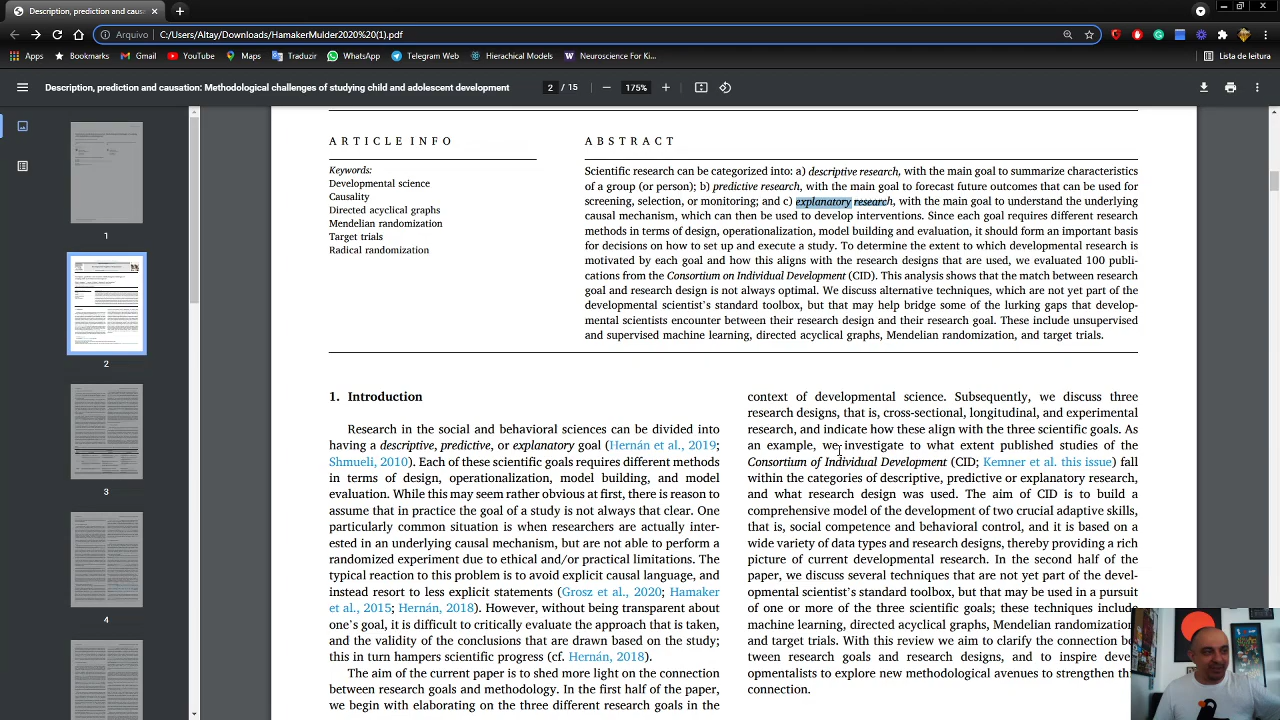 Description, prediction and causa
Arquivo | C:/Users/Altay/Downloads/HamakerMulder2020%20(1).pdf
Apps Bookmarks Gmail YouTube Maps Traduzir WhatsApp Telegram Web Hierachical Models Neuroscience For Ki... Lista de leitura
Description, prediction and causation: Methodological challenges of studying child and adolescent development 2 / 15 175%
1
2
3
4
ARTICLE INFO
Keywords:
Developmental science
Causality
Directed acyclical graphs
Mendelian randomization
Target trials
Radical randomization
ABSTRACT
Scientific research can be categorized into: a) descriptive research, with the main goal to summarize characteristics
of a group (or person); b) predictive research, with the main goal to forecast future outcomes that can be used for
screening, selection, or monitoring; and c) explanatory research, with the main goal to understand the underlying
causal mechanism, which can then be used to develop interventions. Since each goal requires different research
methods in terms of design, operationalization, model building and evaluation, it should form an important basis
for decisions on how to set up and execute a study. To determine the extent to which developmental research is
motivated by each goal and how this aligns with the research designs that are used, we evaluated 100 publi-
cations from the Consortium on Individual Development (CID). This analysis shows that the match between research
goal and research design is not always optimal. We discuss alternative techniques, which are not yet part of the
developmental scientist's standard toolbox, but that may help bridge some of the lurking gaps that develop-
mental scientists encounter between their research design and their research goal. These include unsupervised
and supervised machine learning, directed acyclical graphs, Mendelian randomization, and target trials.
1. Introduction
Research in the social and behavioral sciences can be divided into
having a descriptive, predictive, or explanatory goal (Hernán et al., 2019;
Shmueli, 2010). Each of these scientific goals requires different methods
in terms of design, operationalization, model building, and model
evaluation. While this may seem rather obvious at first, there is reason to
assume that in practice the goal of a study is not always that clear. One
particularly common situation is when researchers are actually inter-
ested in an underlying causal mechanism, but are not able to perform a
randomized experiment due to ethical and/or practical limitations. The
typical reaction to this problem is to avoid explicit causal language, and
instead resort to less explicit statements (Grosz et al., 2020; Hamaker
et al., 2015; Hernán, 2018). However, without being transparent about
one's goal, it is difficult to critically evaluate the approach that is taken,
and the validity of the conclusions that are drawn based on the study;
this in turn hampers scientific progress (cf. Hernán, 2018).
The aim of the current paper is to shed more light on the connection
between research goals and methods used. In the first half of the paper
we begin with elaborating on the three different research goals in the
context of developmental science. Subsequently, we discuss three
research designs, that is, cross-sectional, longitudinal, and experimental
research, and indicate how these align with the three scientific goals. As
an example, we investigate to what degree published studies of the
Consortium on Individual Development (CID; Kemner et al. this issue) fall
within the categories of descriptive, predictive or explanatory research,
and what research design was used. The aim of CID is to build a
comprehensive model of the development of two crucial adaptive skills,
that is, social competence and behavioral control, and it is based on a
wide variety of data types and research designs, thereby providing a rich
picture of current developmental research. In the second half of the
paper we discuss several techniques that are not yet part of the devel-
opmental scientist's standard toolbox, but that may be used in a pursuit
of one or more of the three scientific goals; these techniques include
machine learning, directed acyclical graphs, Mendelian randomization,
and target trials. With this review we aim to clarify the connection be-
tween research goals and research designs, and to inspire
opmentalists to explore new methodological avenues to strengthen